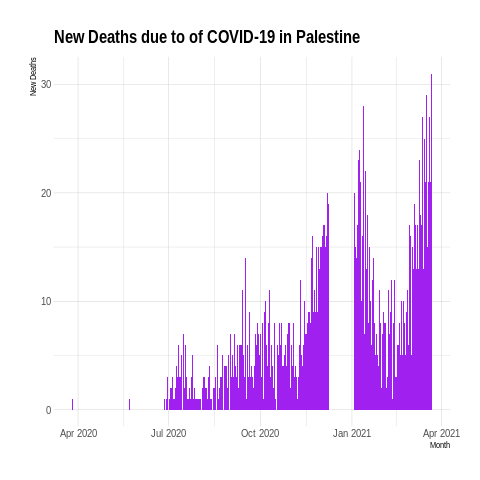 New Deaths due to of COVID-19 in Palestine
New Deaths
30
20
10
0
Apr 2020 Jul 2020 Oct 2020 Jan 2021 Apr 2021
Month